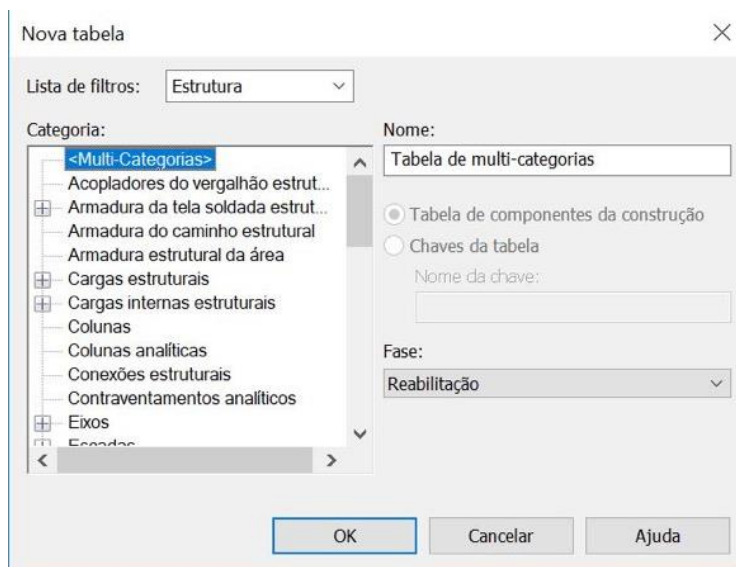 Nova tabela
Lista de filtros: Estrutura
Categoria:
<Multi-Categorias>
Acopladores do vergalhão estrut...
Armadura da tela soldada estrut...
Armadura do caminho estrutural
Armadura estrutural da área
Cargas estruturais
Cargas internas estruturais
Colunas
Colunas analíticas
Conexões estruturais
Contraventamentos analíticos
Eixos
Escadas
Nome:
Tabela de multi-categorias
Tabela de componentes da construção
Chaves da tabela
Nome da chave:
Fase:
Reabilitação
OK Cancelar Ajuda